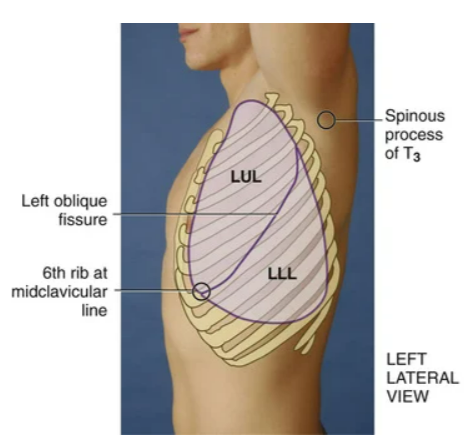 Spinous
process
of T3
LUL
Left oblique
fissure
LLL
6th rib at
midclavicular
line
LEFT
LATERAL
VIEW